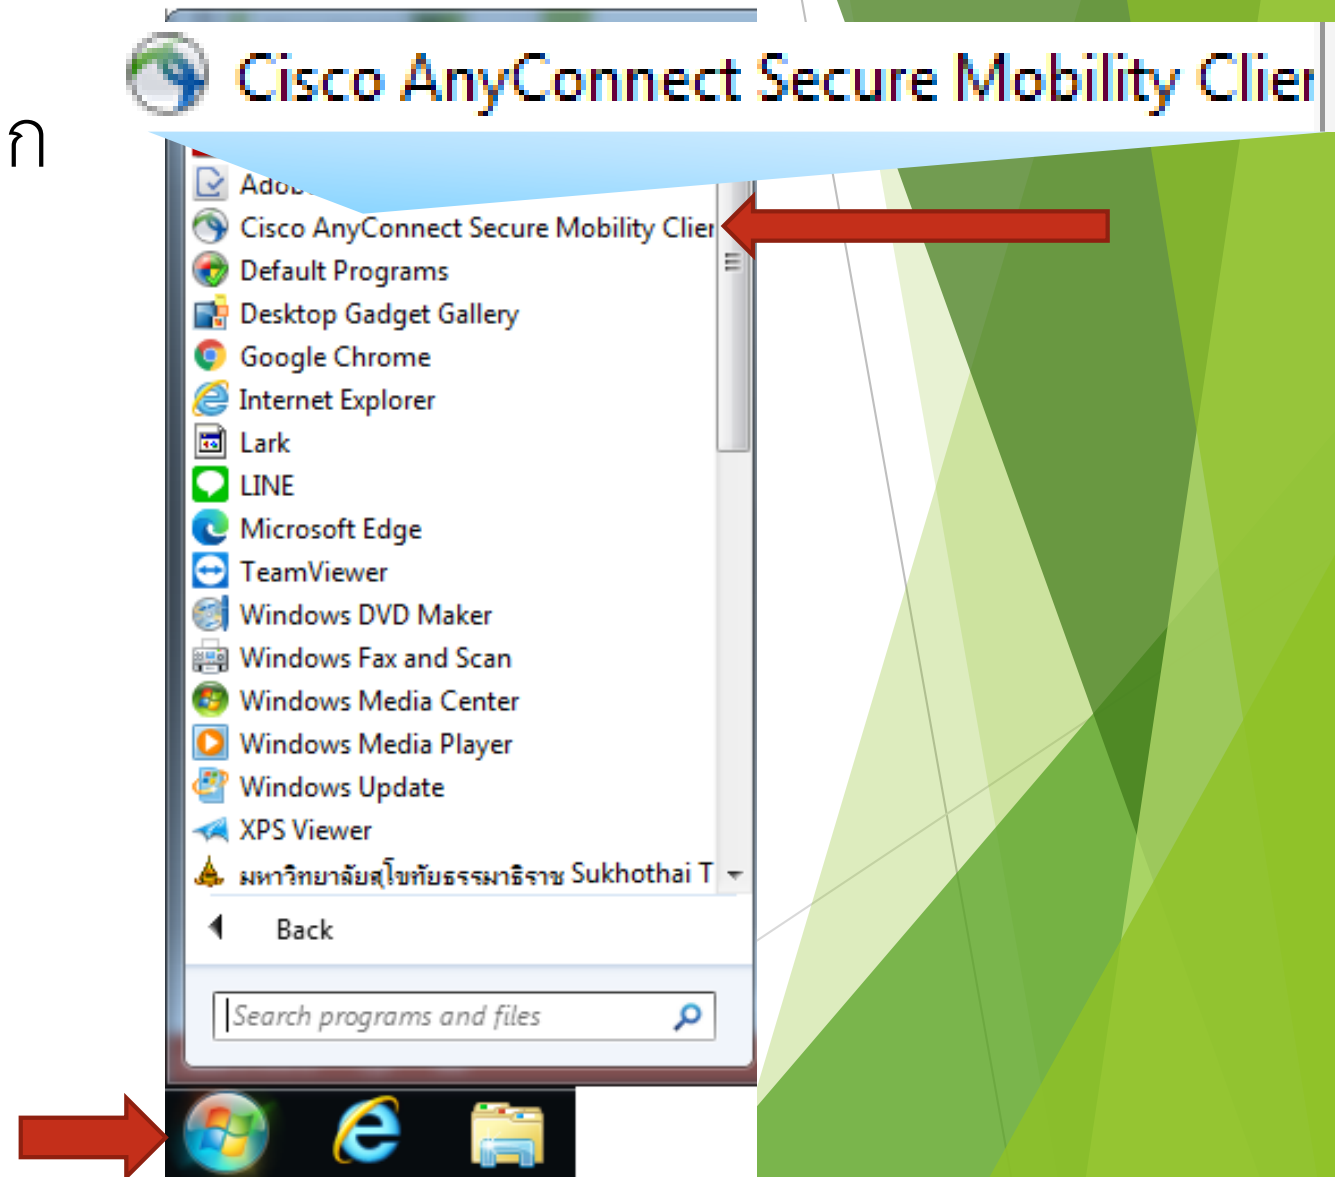 Cisco AnyConnect Secure Mobility Clier
ก
Cisco AnyConnect Secure Mobility Clier
Default Programs
Desktop Gadget Gallery
Google Chrome
Internet Explorer
Lark
LINE
Microsoft Edge
TeamViewer
Windows DVD Maker
Windows Fax and Scan
Windows Media Center
Windows Media Player
Windows Update
XPS Viewer
มหาวิทยาลัยสุโขทัยธรรมาธิราช Sukhothai T
Back
Search programs and files